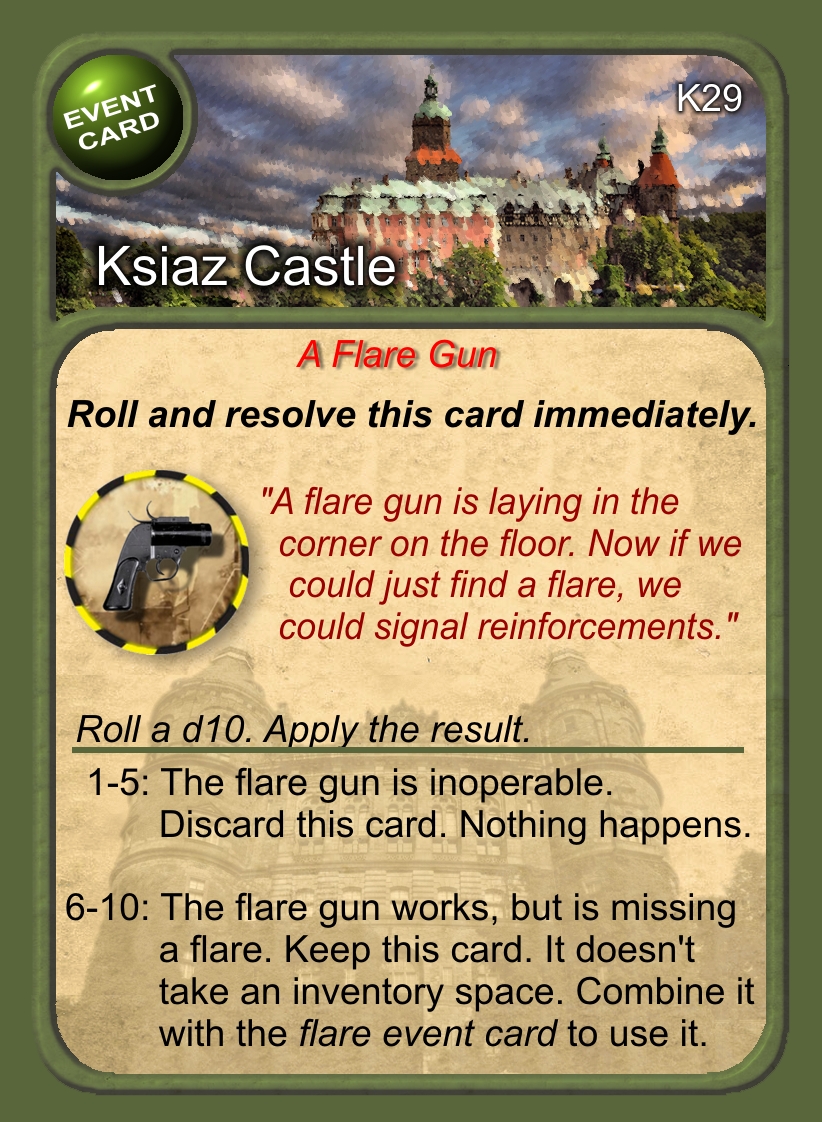 EVENT
CARD
K29
Ksiaz Castle
A Flare Gun
Roll and resolve this card immediately.
"A flare gun is laying in the
corner on the floor. Now if we
could just find a flare, we
could signal reinforcements."
Roll a d10. Apply the result.
1-5: The flare gun is inoperable.
Discard this card. Nothing happens.
6-10: The flare gun works, but is missing
a flare. Keep this card. It doesn't
take an inventory space. Combine it
with the flare event card to use it.